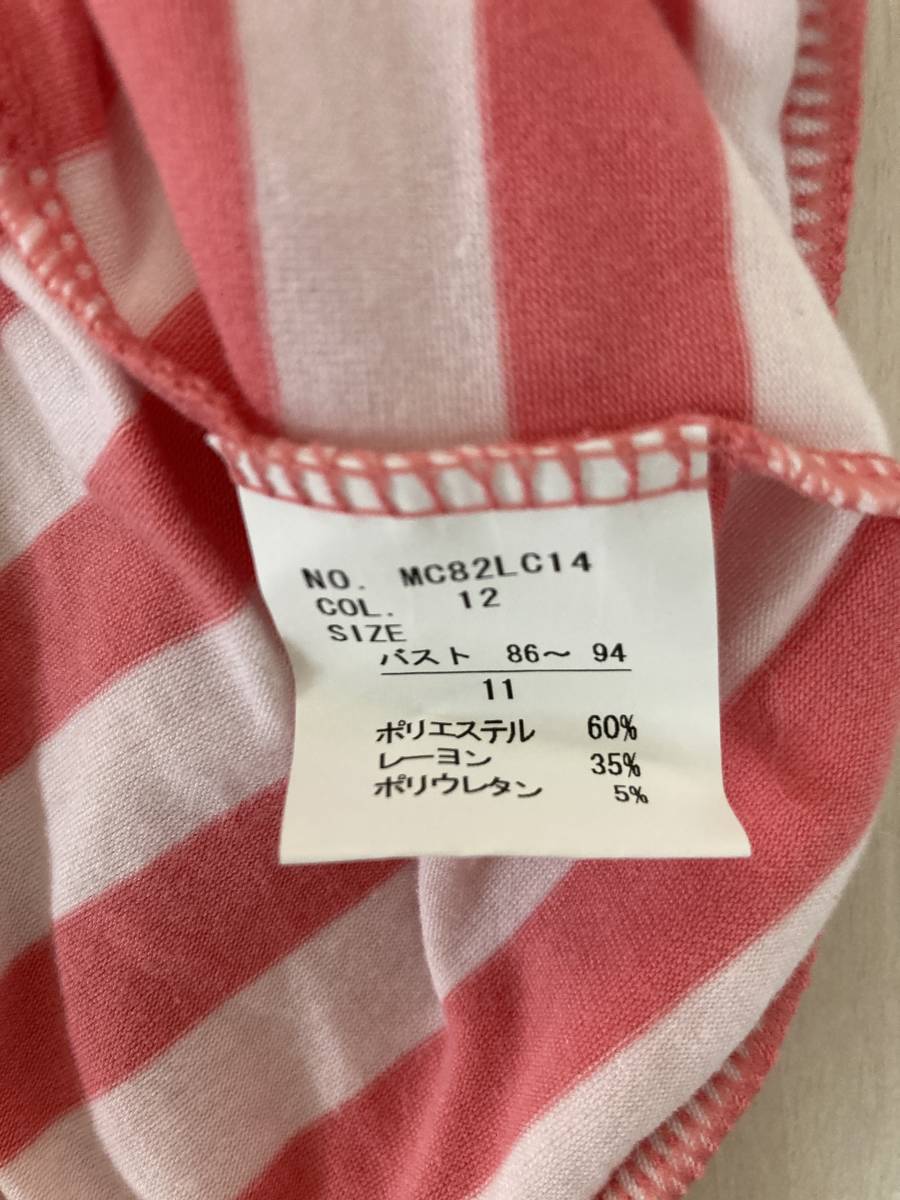 NO. MC82LC14
COL. 12
SIZE
バスト 86〜 94
11
ポリエステル 60%
レーヨン 35%
ポリウレタン 5%